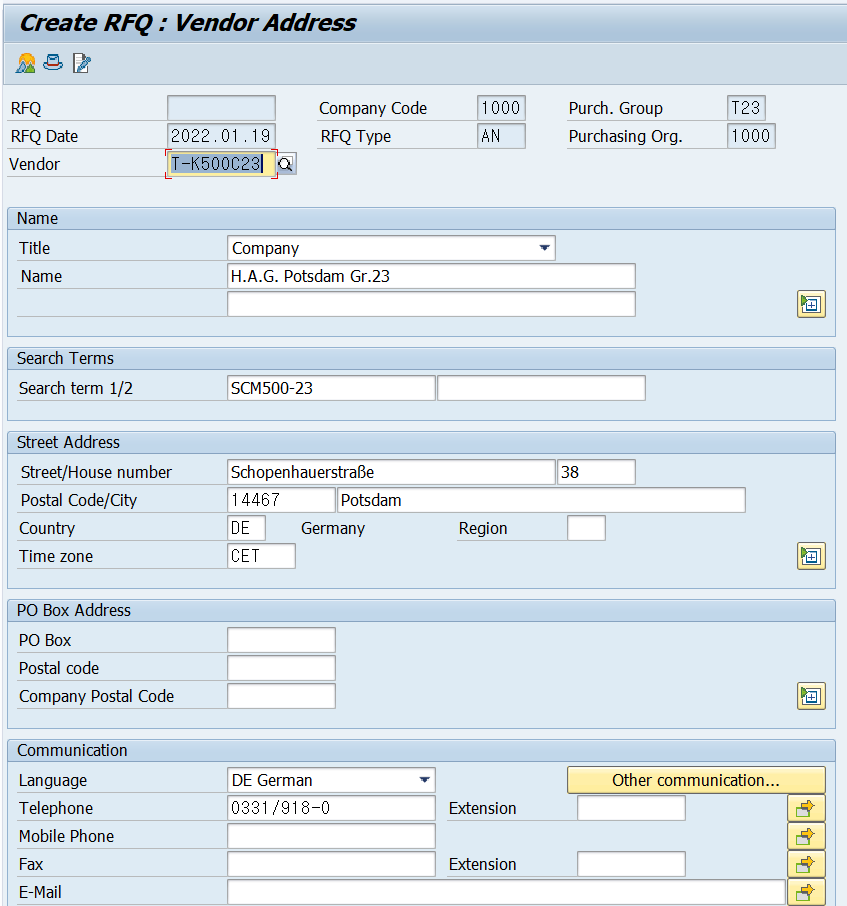 Create RFQ : Vendor Address
RFQ Company Code 1000 Purch. Group T23
RFQ Date 2022.01.19 RFQ Type AN Purchasing Org. 1000
Vendor T-K500C23
Name
Title Company
Name H.A.G. Potsdam Gr.23
Search Terms
Search term 1/2 SCM500-23
Street Address
Street/House number Schopenhauerstraße 38
Postal Code/City 14467 Potsdam
Country DE Germany Region
Time zone CET
PO Box Address
PO Box
Postal code
Company Postal Code
Communication
Language DE German Other communication...
Telephone 0331/918-0 Extension
Mobile Phone
Fax Extension
E-Mail